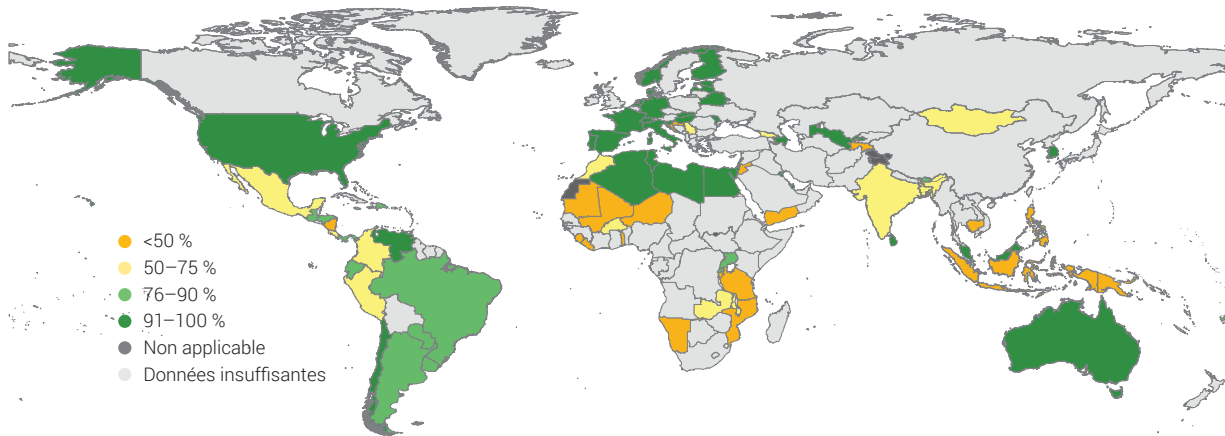 <50 %
50–75 %
76–90 %
91–100 %
Non applicable
Données insuffisantes